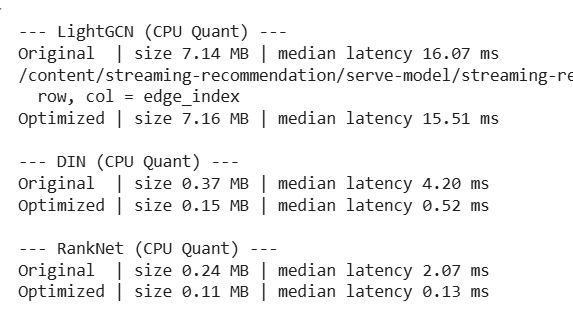 --- LightGCN (CPU Quant) ---
Original | size 7.14 MB | median latency 16.07 ms
/content/streaming-recommendation/serve-model/streaming-re
row, col = edge_index
Optimized | size 7.16 MB | median latency 15.51 ms
--- DIN (CPU Quant) ---
Original | size 0.37 MB | median latency 4.20 ms
Optimized | size 0.15 MB | median latency 0.52 ms
--- RankNet (CPU Quant) ---
Original | size 0.24 MB | median latency 2.07 ms
Optimized | size 0.11 MB | median latency 0.13 ms